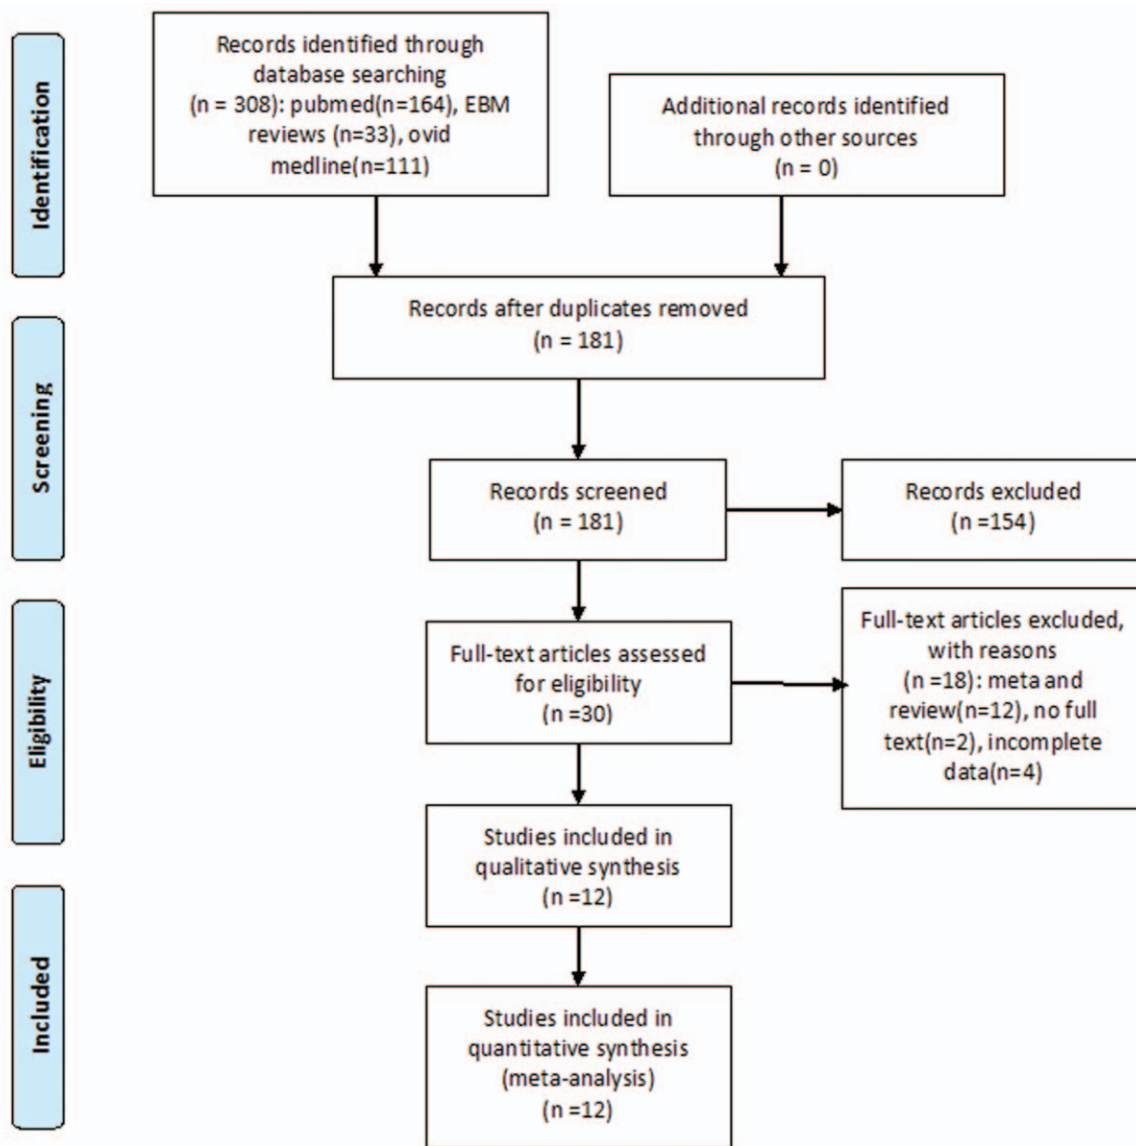 Identification
Records identified through
database searching
(n = 308): pubmed(n=164), EBM
reviews (n=33), ovid
medline(n=111)
Additional records identified
through other sources
(n = 0)
Records after duplicates removed
(n = 181)
Screening
Records screened
(n = 181)
Records excluded
(n =154)
Eligibility
Full-text articles assessed
for eligibility
(n =30)
Full-text articles excluded,
with reasons
(n =18): meta and
review(n=12), no full
text(n=2), incomplete
data(n=4)
Studies included in
qualitative synthesis
(n =12)
Included
Studies included in
quantitative synthesis
(meta-analysis)
(n =12)